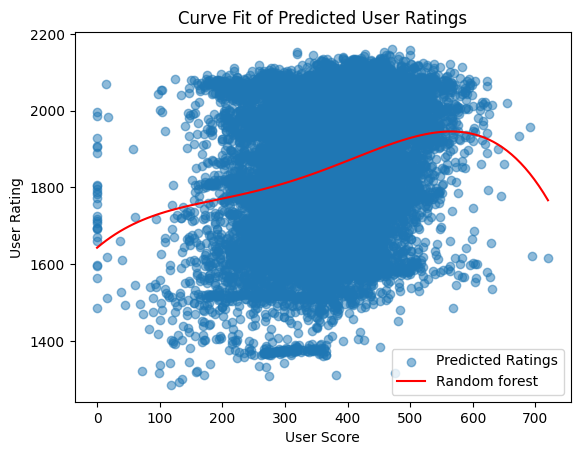 Curve Fit of Predicted User Ratings
User Rating
2200
2000
1800
1600
1400
0 100 200 300 400 500 600 700
User Score
Predicted Ratings
Random forest